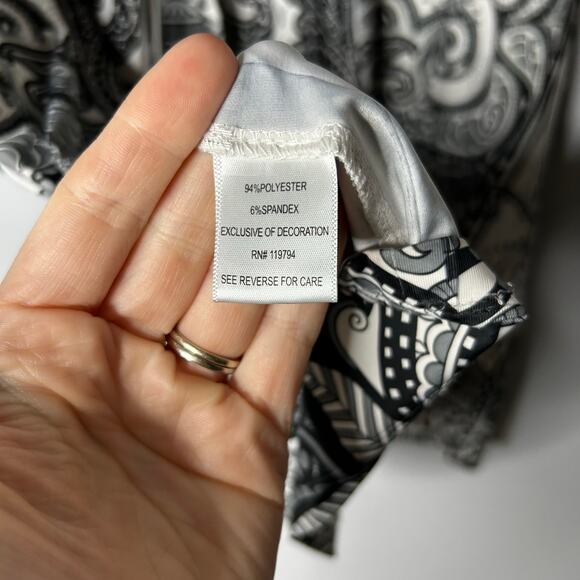 94%POLYESTER
6%SPANDEX
EXCLUSIVE OF DECORATION
RN# 119794
SEE REVERSE FOR CARE